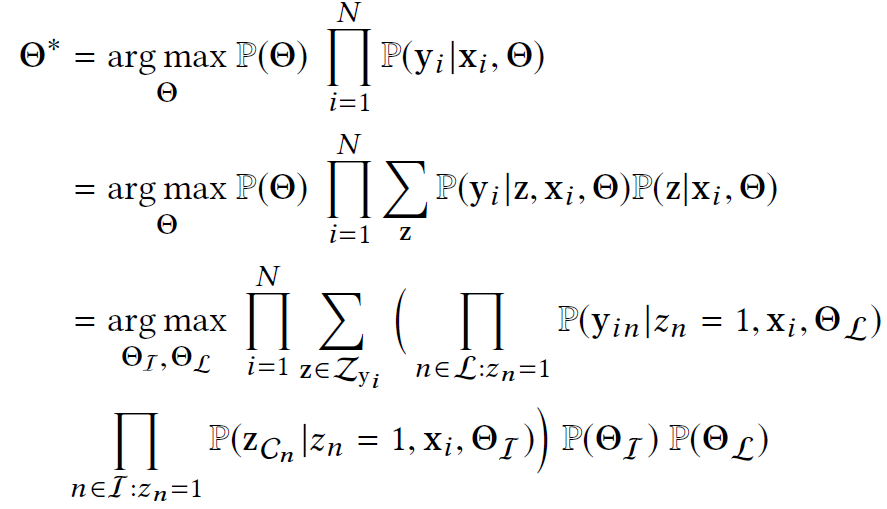 Θ* = arg max_Θ ℙ(Θ) ∏_{i=1}^{N} ℙ(𝐲_i|𝐱_i, Θ)
= arg max_Θ ℙ(Θ) ∏_{i=1}^{N} ∑_𝐳 ℙ(𝐲_i|𝐳, 𝐱_i, Θ)ℙ(𝐳|𝐱_i, Θ)
= arg max_{Θ_ℐ, Θ_ℒ} ∏_{i=1}^{N} ∑_{𝐳∈𝒵_{𝐲_i}} ( ∏_{n∈ℒ:z_n=1} ℙ(𝐲_{in}|z_n = 1, 𝐱_i, Θ_ℒ)
∏_{n∈ℐ:z_n=1} ℙ(𝐳_{𝒞_n}|z_n = 1, 𝐱_i, Θ_ℐ) ) ℙ(Θ_ℐ) ℙ(Θ_ℒ)